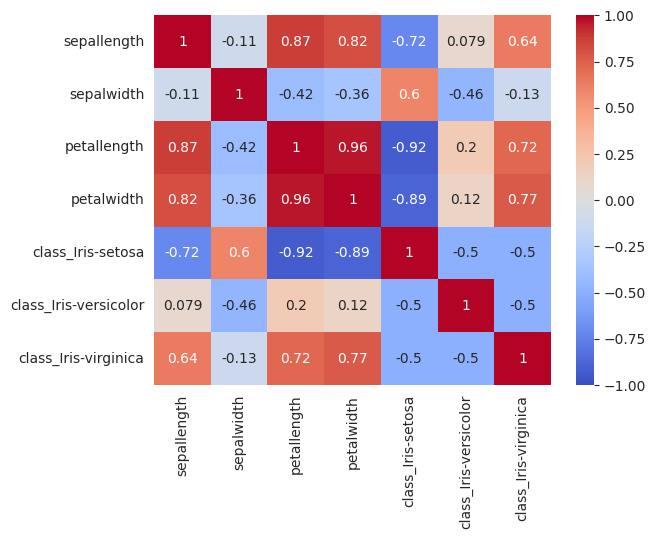 sepallength 1 -0.11 0.87 0.82 -0.72 0.079 0.64
sepalwidth -0.11 1 -0.42 -0.36 0.6 -0.46 -0.13
petallength 0.87 -0.42 1 0.96 -0.92 0.2 0.72
petalwidth 0.82 -0.36 0.96 1 -0.89 0.12 0.77
class_Iris-setosa -0.72 0.6 -0.92 -0.89 1 -0.5 -0.5
class_Iris-versicolor 0.079 -0.46 0.2 0.12 -0.5 1 -0.5
class_Iris-virginica 0.64 -0.13 0.72 0.77 -0.5 -0.5 1
sepallength
sepalwidth
petallength
petalwidth
class_Iris-setosa
class_Iris-versicolor
class_Iris-virginica
1.00
0.75
0.50
0.25
0.00
−0.25
−0.50
−0.75
−1.00